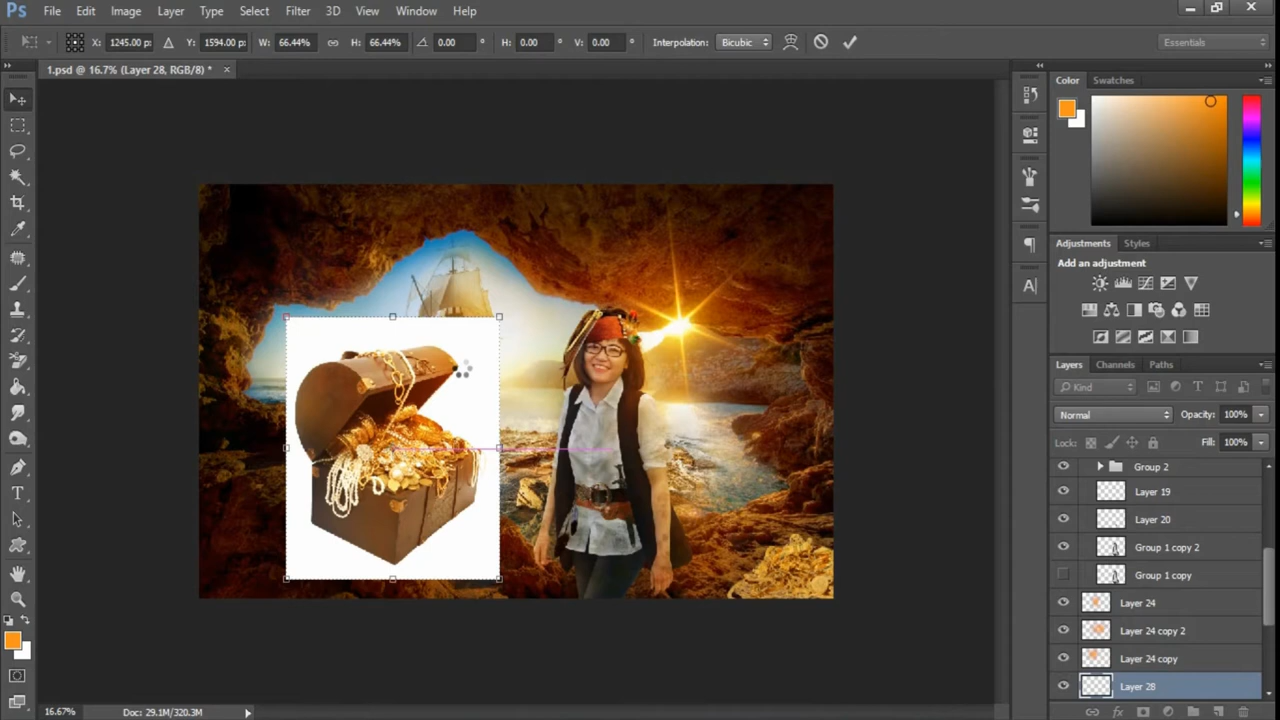 Ps File Edit Image Layer Type Select Filter 3D View Window Help
X: 1245.00 p: Y: 1594.00 p: W: 66.44% H: 66.44% 0.00 ° H: 0.00 ° V: 0.00 ° Interpolation: Bicubic Essentials
1.psd @ 16.7% (Layer 28, RGB/8) *
Color Swatches
Adjustments Styles
Add an adjustment
Layers Channels Paths
Kind
Normal Opacity: 100%
Lock: Fill: 100%
Group 2
Layer 19
Layer 20
Group 1 copy 2
Group 1 copy
Layer 24
Layer 24 copy 2
Layer 24 copy
Layer 28
16.67% Doc: 29.1M/320.3M